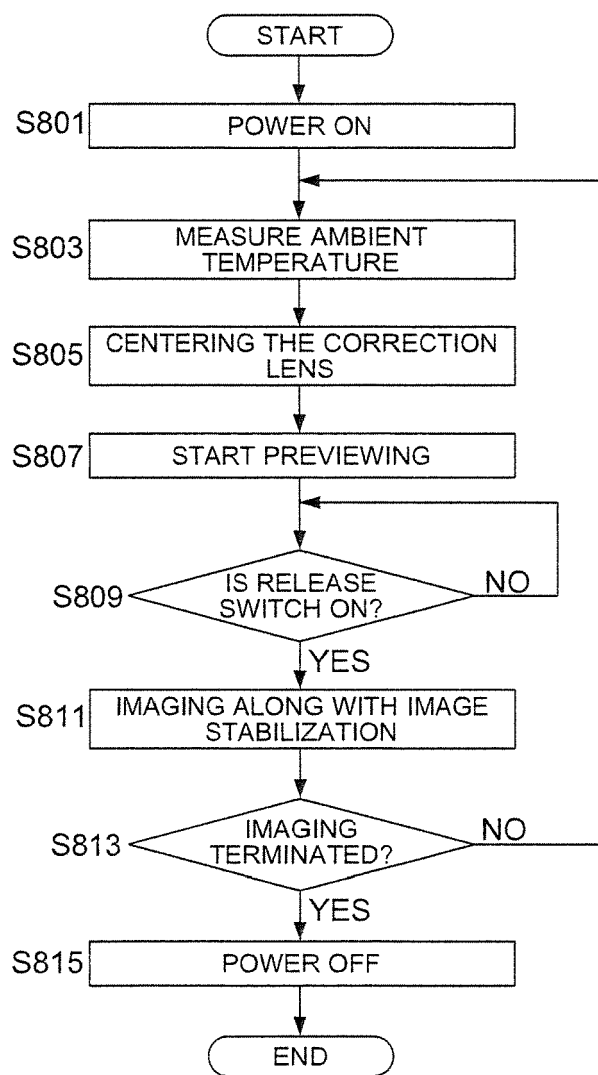 START
S801
POWER ON
S803
MEASURE AMBIENT
TEMPERATURE
S805
CENTERING THE CORRECTION
LENS
S807
START PREVIEWING
S809
IS RELEASE
SWITCH ON?
NO
YES
S811
IMAGING ALONG WITH IMAGE
STABILIZATION
S813
IMAGING
TERMINATED?
NO
YES
S815
POWER OFF
END